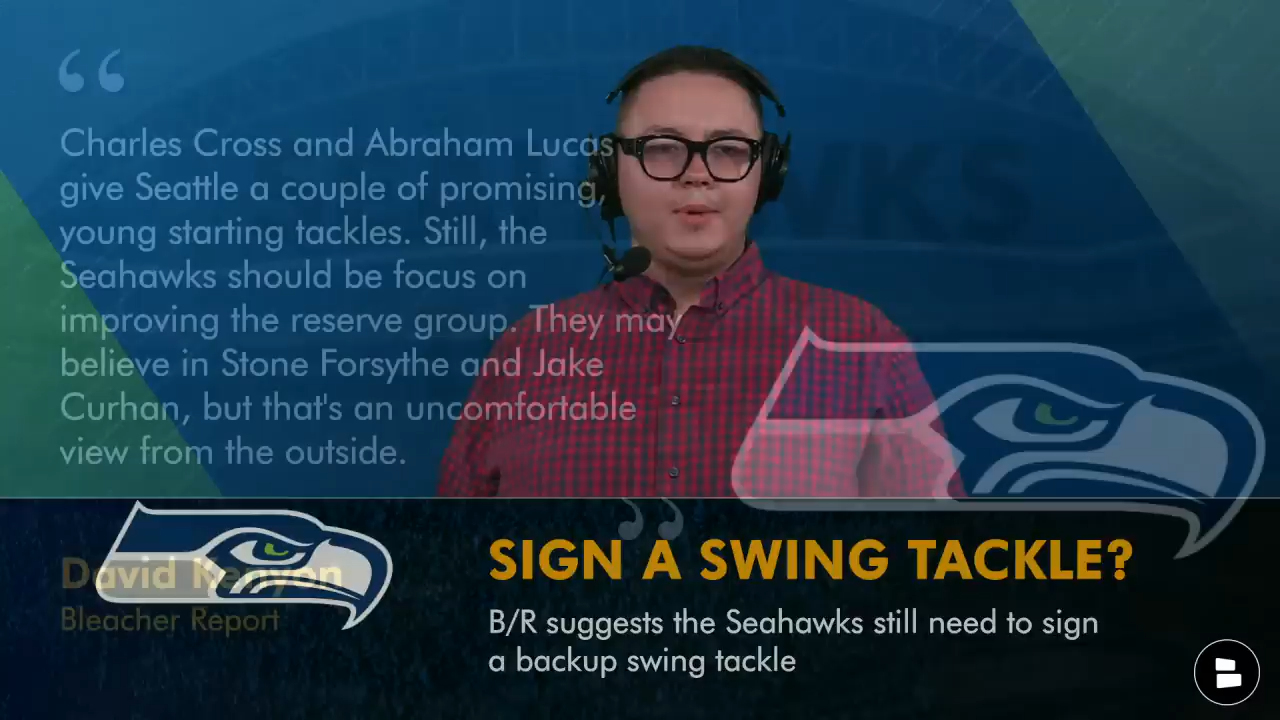 “
Charles Cross and Abraham Lucas
give Seattle a couple of promising,
young starting tackles. Still, the
Seahawks should be focus on
improving the reserve group. They may
believe in Stone Forsythe and Jake
Curhan, but that's an uncomfortable
view from the outside.
”
David Kenyon
Bleacher Report
SIGN A SWING TACKLE?
B/R suggests the Seahawks still need to sign
a backup swing tackle